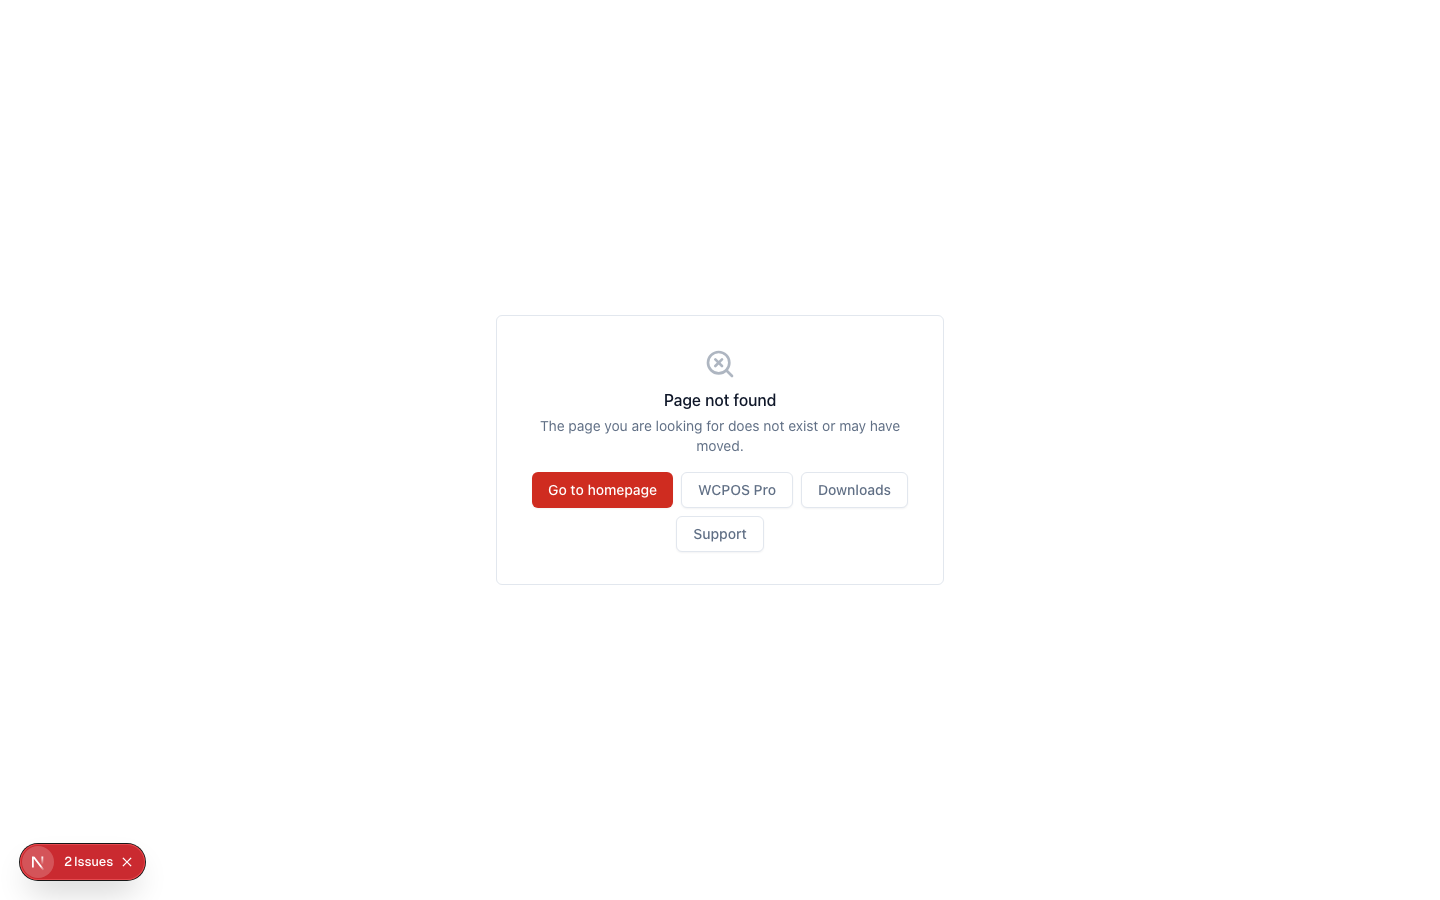 Page not found
The page you are looking for does not exist or may have
moved.
Go to homepage
WCPOS Pro
Downloads
Support
2 Issues